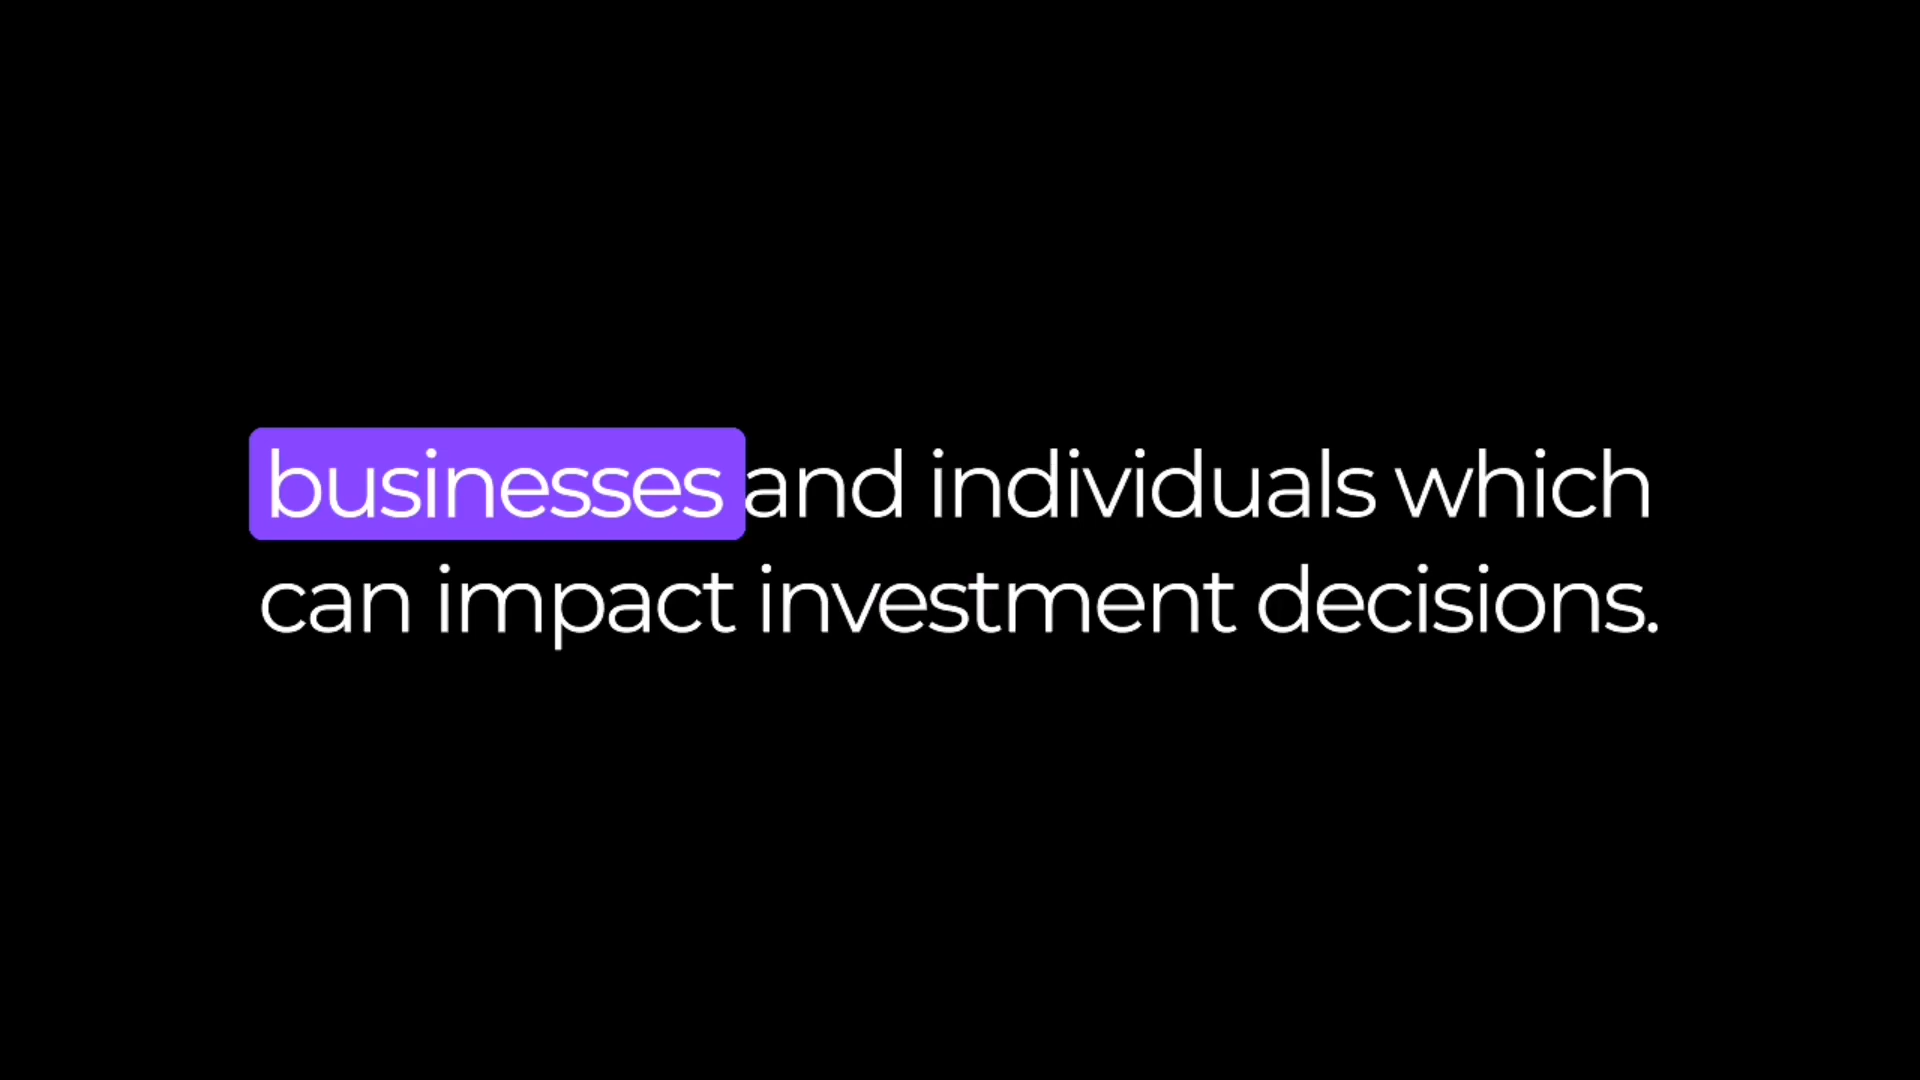 businesses and individuals which
can impact investment decisions.